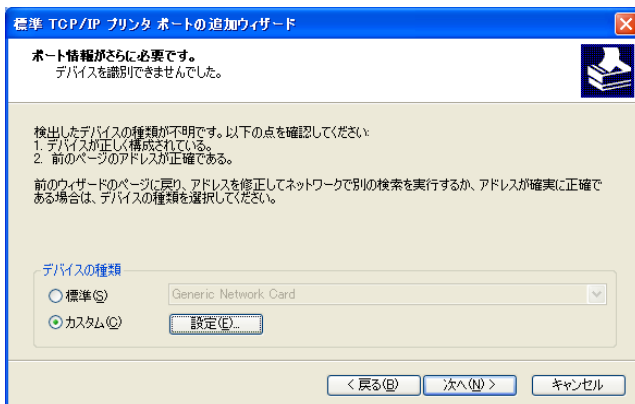 標準 TCP/IP プリンタ ポートの追加ウィザード
ポート情報がさらに必要です。
デバイスを識別できませんでした。
検出したデバイスの種類が不明です。以下の点を確認してください:
1. デバイスが正しく構成されている。
2. 前のページのアドレスが正確である。
前のウィザードのページに戻り、アドレスを修正してネットワークで別の検索を実行するか、アドレスが確実に正確で
ある場合は、デバイスの種類を選択してください。
デバイスの種類
標準(S) Generic Network Card
カスタム(C) 設定(E)...
< 戻る(B) 次へ(N) > キャンセル